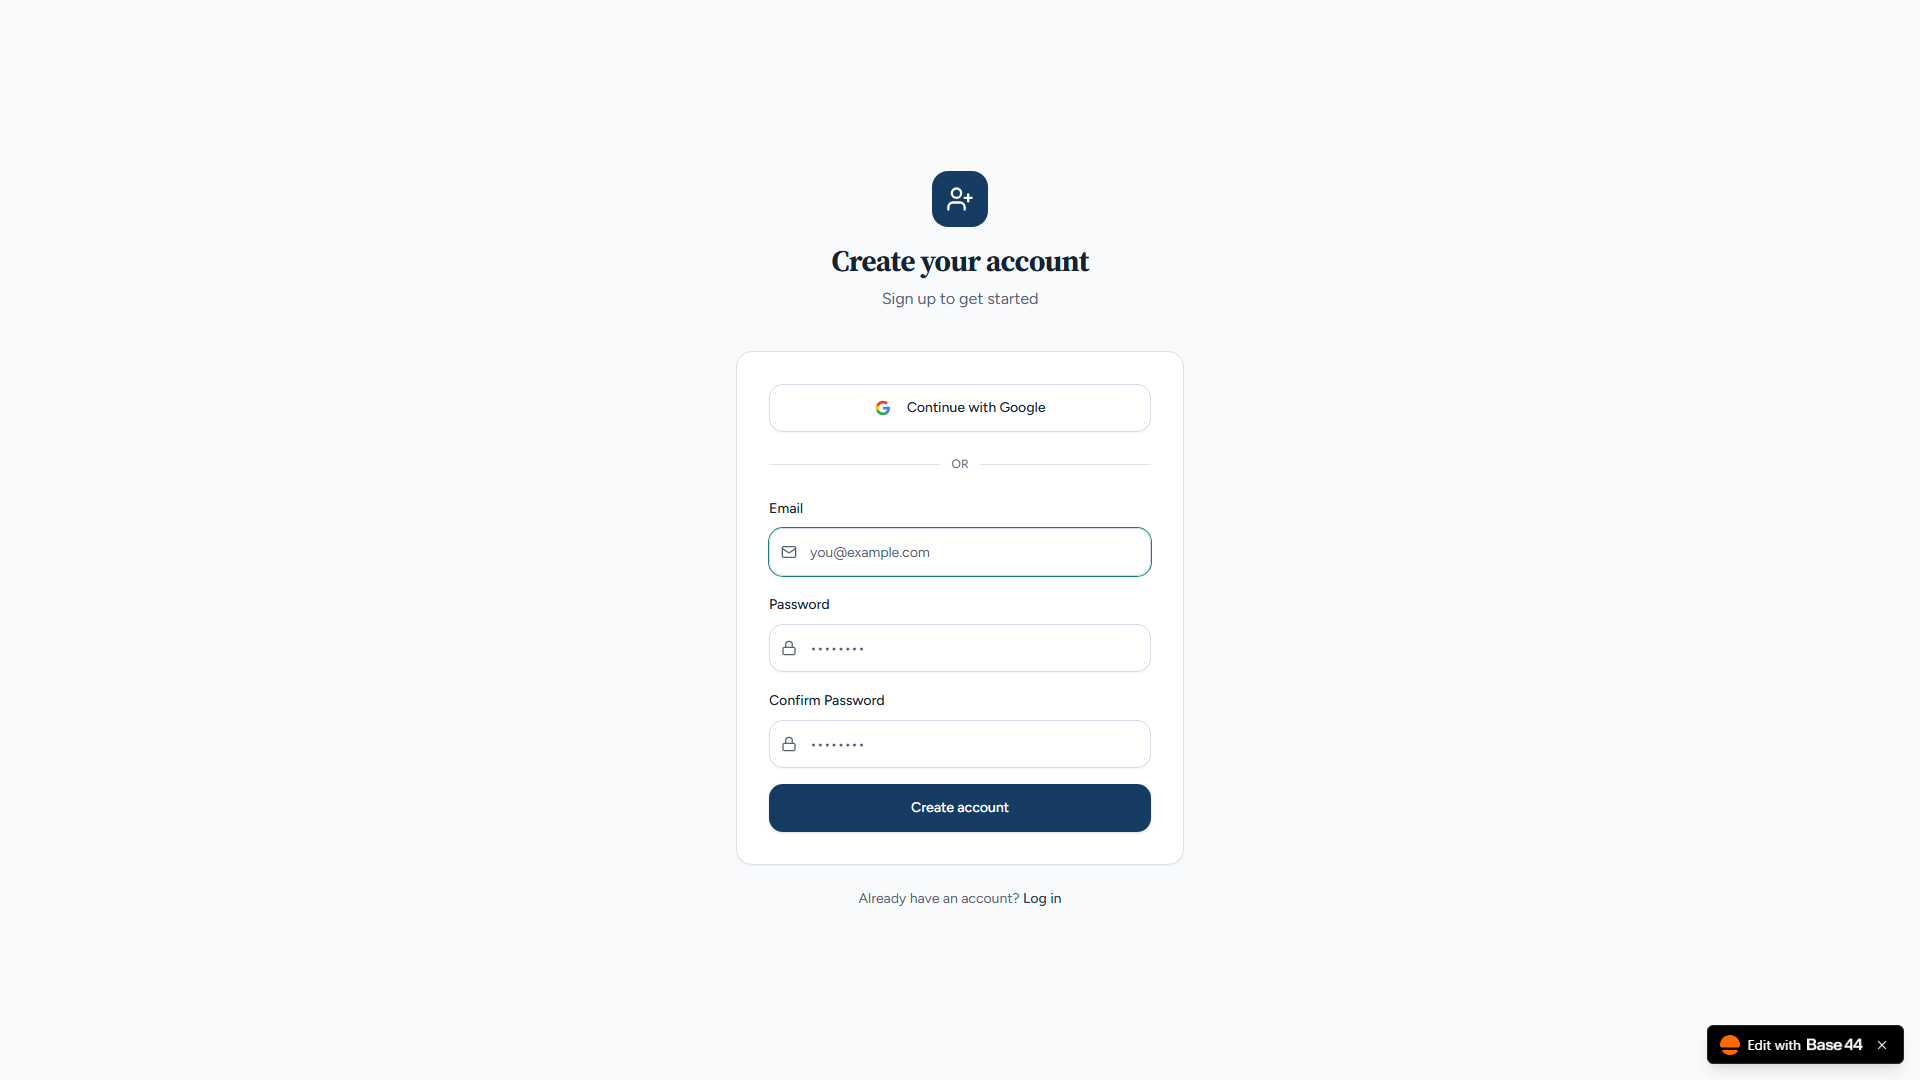 Create your account
Sign up to get started
Continue with Google
OR
Email
you@example.com
Password
••••••••
Confirm Password
••••••••
Create account
Already have an account? Log in
Edit with Base44